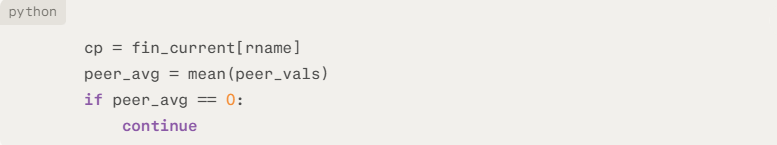 python
cp = fin_current[rname]
peer_avg = mean(peer_vals)
if peer_avg == 0:
    continue